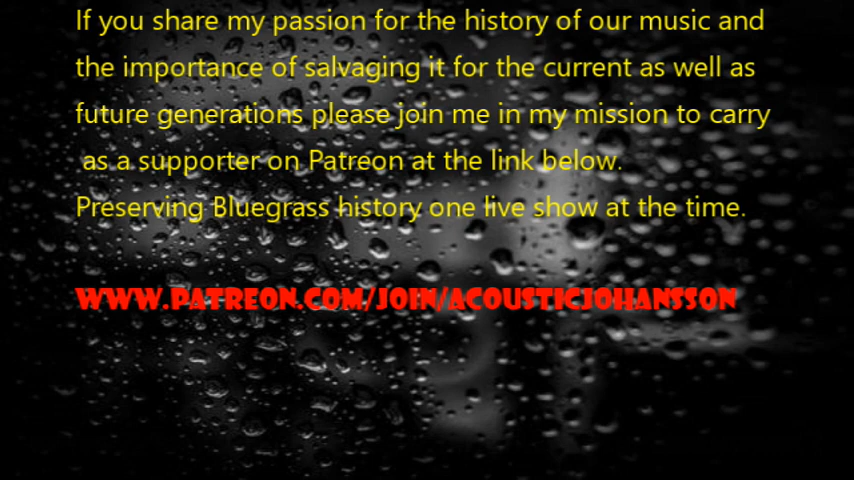 If you share my passion for the history of our music and
the importance of salvaging it for the current as well as
future generations please join me in my mission to carry
as a supporter on Patreon at the link below.
Preserving Bluegrass history one live show at the time.
WWW.PATREON.COM/JOIN/ACOUSTICJOHANSSON